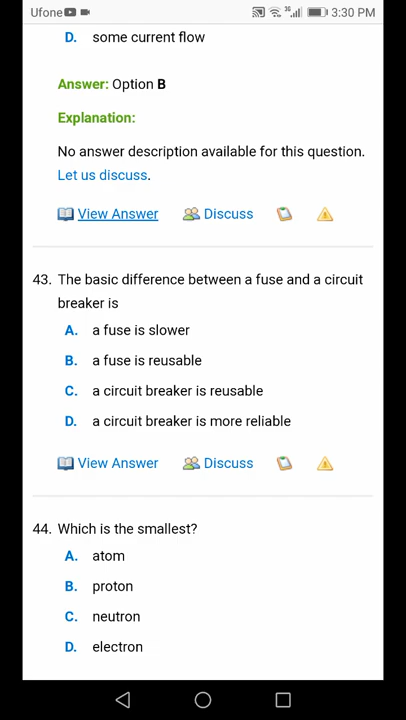 Ufone 3G 3:30 PM
D. some current flow
Answer: Option B
Explanation:
No answer description available for this question.
Let us discuss.
View Answer Discuss
43. The basic difference between a fuse and a circuit
breaker is
A. a fuse is slower
B. a fuse is reusable
C. a circuit breaker is reusable
D. a circuit breaker is more reliable
View Answer Discuss
44. Which is the smallest?
A. atom
B. proton
C. neutron
D. electron